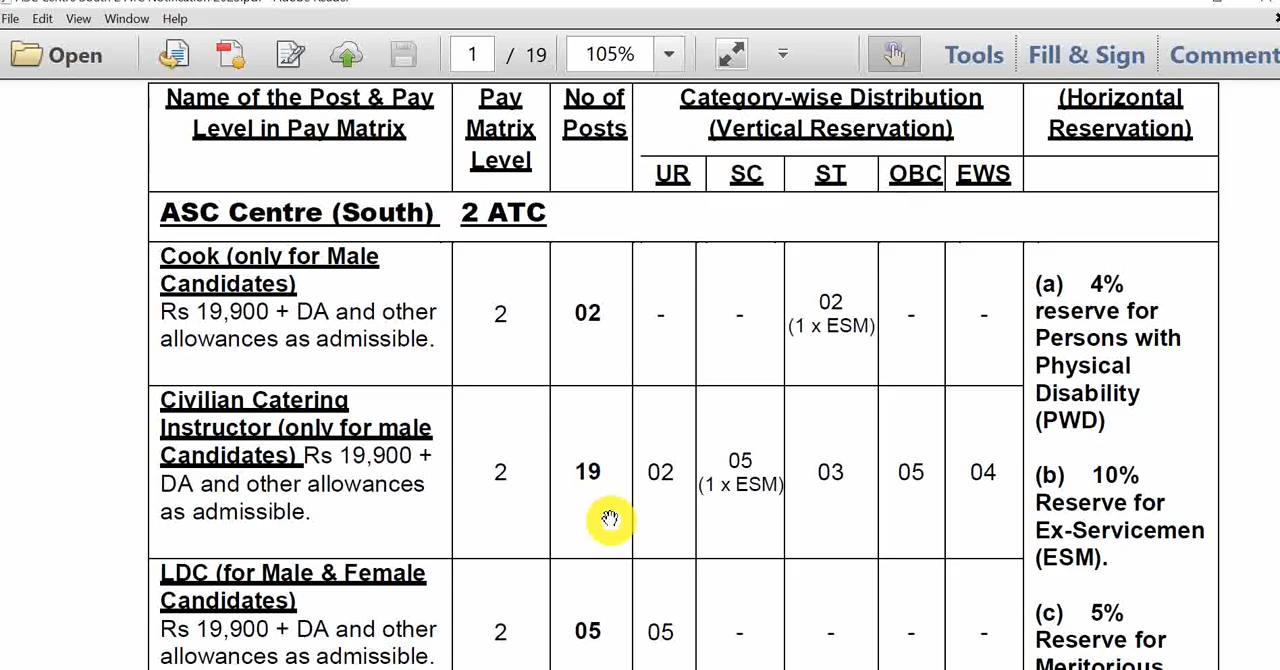 File Edit View Window Help
Open 1 / 19 105% Tools Fill & Sign Comment
Name of the Post & Pay
Level in Pay Matrix
Pay
Matrix
Level
No of
Posts
Category-wise Distribution
(Vertical Reservation)
(Horizontal
Reservation)
UR SC ST OBC EWS
ASC Centre (South) 2 ATC
Cook (only for Male
Candidates)
Rs 19,900 + DA and other
allowances as admissible.
2 02 - - 02 - -
(1 x ESM)
Civilian Catering
Instructor (only for male
Candidates) Rs 19,900 +
DA and other allowances
as admissible.
2 19 02 05 03 05 04
(1 x ESM)
LDC (for Male & Female
Candidates)
Rs 19,900 + DA and other
allowances as admissible.
2 05 05 - - - -
(a) 4%
reserve for
Persons with
Physical
Disability
(PWD)
(b) 10%
Reserve for
Ex-Servicemen
(ESM).
(c) 5%
Reserve for
Meritorious